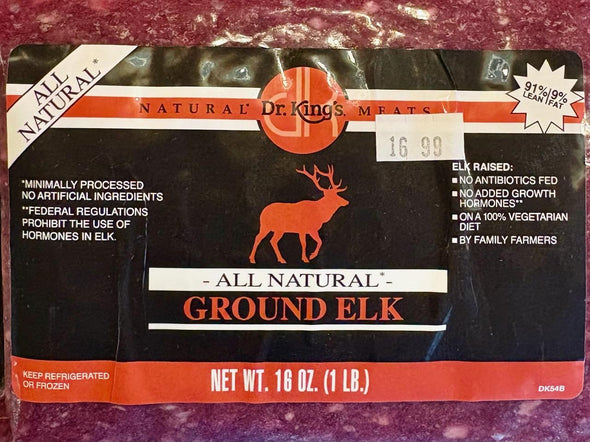 ALL
NATURAL*
NATURAL* Dr. King's. MEATS
16 99
91% 9%
LEAN FAT
*MINIMALLY PROCESSED
NO ARTIFICIAL INGREDIENTS
**FEDERAL REGULATIONS
PROHIBIT THE USE OF
HORMONES IN ELK.
ELK RAISED:
■ NO ANTIBIOTICS FED
■ NO ADDED GROWTH
HORMONES**
■ ON A 100% VEGETARIAN
DIET
■ BY FAMILY FARMERS
- ALL NATURAL* -
GROUND ELK
KEEP REFRIGERATED
OR FROZEN
NET WT. 16 OZ. (1 LB.)
DK54B